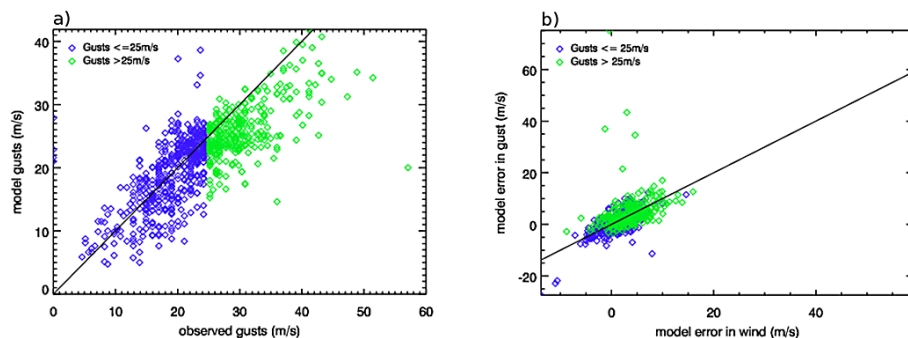 a)
Gusts <=25m/s
Gusts >25m/s
40
30
20
10
0
model gusts (m/s)
0 10 20 30 40 50 60
observed gusts (m/s)
b)
Gusts <= 25m/s
Gusts > 25m/s
60
40
20
0
-20
model error in gust (m/s)
0 20 40
model error in wind (m/s)